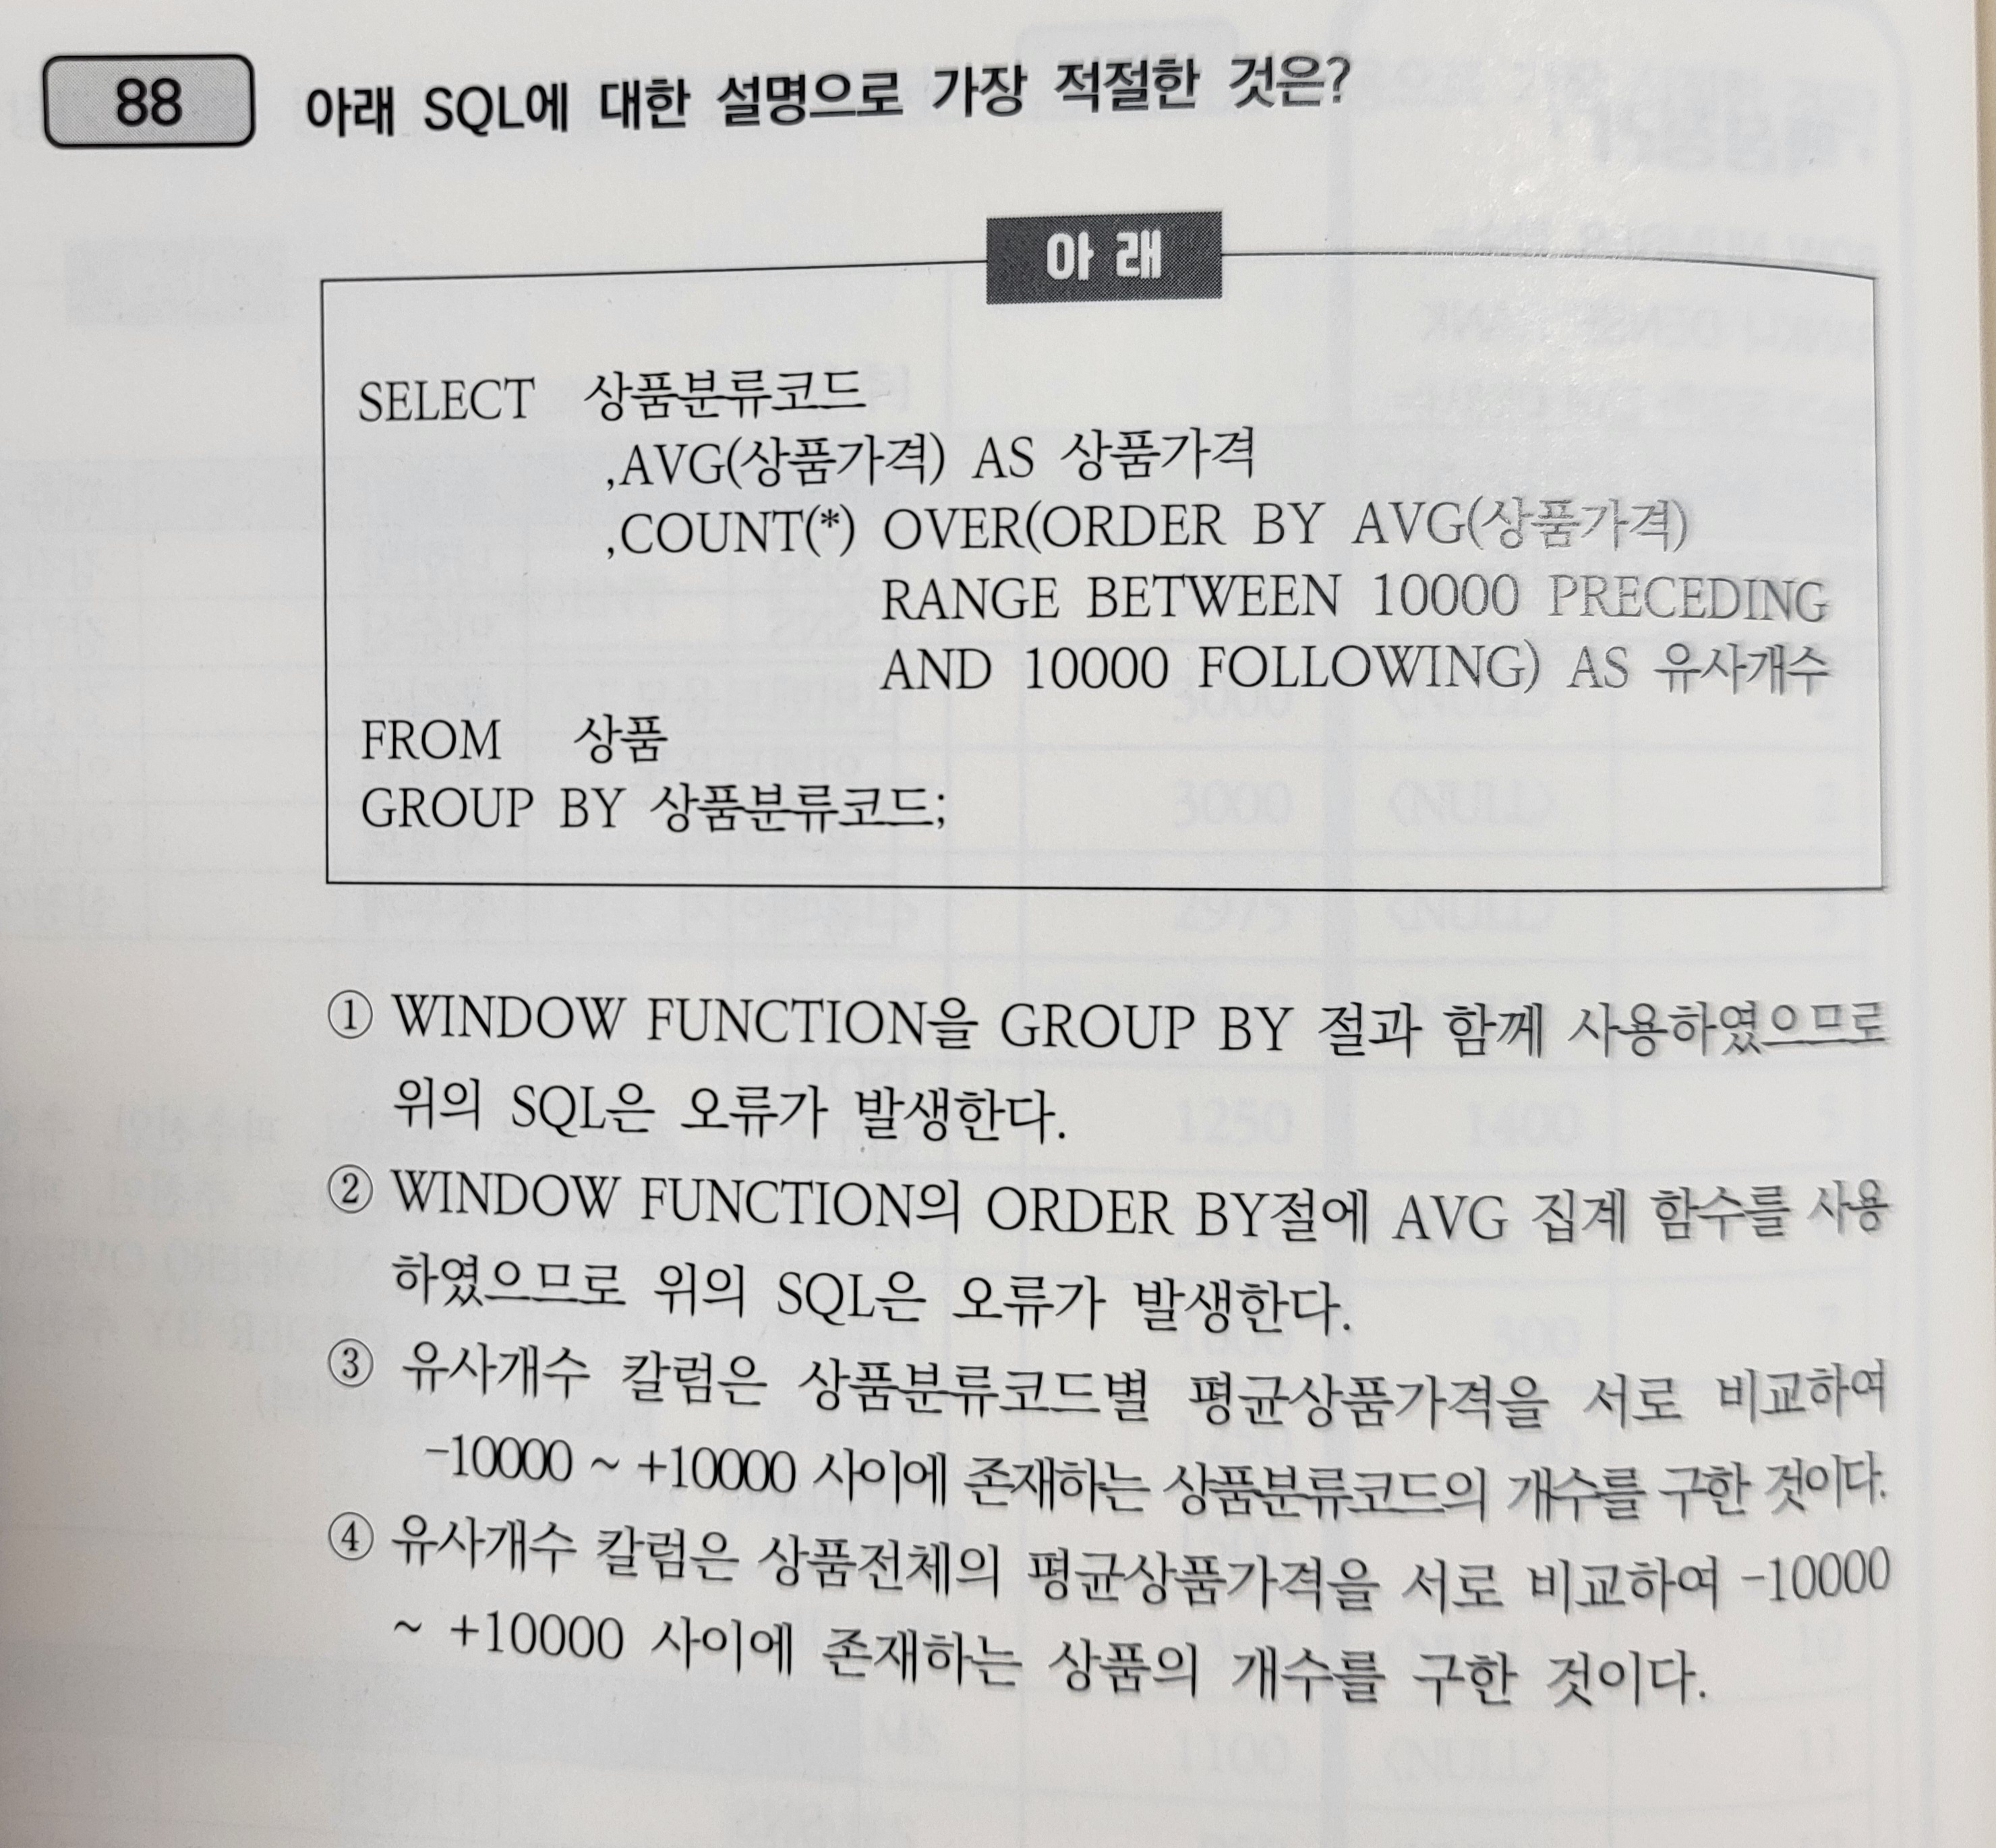 88 아래 SQL에 대한 설명으로 가장 적절한 것은?
아 래
SELECT 상품분류코드
,AVG(상품가격) AS 상품가격
,COUNT(*) OVER(ORDER BY AVG(상품가격)
RANGE BETWEEN 10000 PRECEDING
AND 10000 FOLLOWING) AS 유사개수
FROM 상품
GROUP BY 상품분류코드;
① WINDOW FUNCTION을 GROUP BY 절과 함께 사용하였으므로
위의 SQL은 오류가 발생한다.
② WINDOW FUNCTION의 ORDER BY절에 AVG 집계 함수를 사용
하였으므로 위의 SQL은 오류가 발생한다.
③ 유사개수 칼럼은 상품분류코드별 평균상품가격을 서로 비교하여
-10000 ~ +10000 사이에 존재하는 상품분류코드의 개수를 구한 것이다.
④ 유사개수 칼럼은 상품전체의 평균상품가격을 서로 비교하여 -10000
~ +10000 사이에 존재하는 상품의 개수를 구한 것이다.